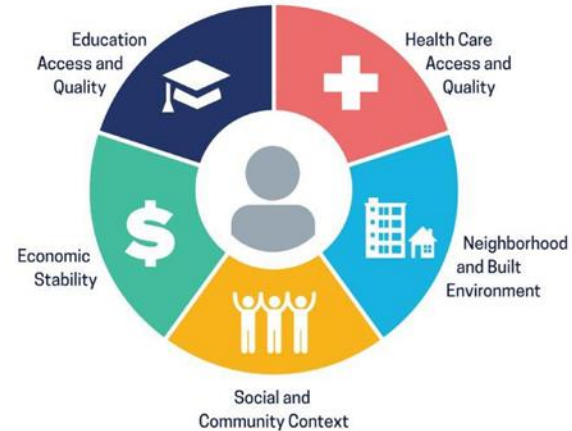 Education
Access and
Quality
Health Care
Access and
Quality
$
Economic
Stability
Neighborhood
and Built
Environment
Social and
Community Context